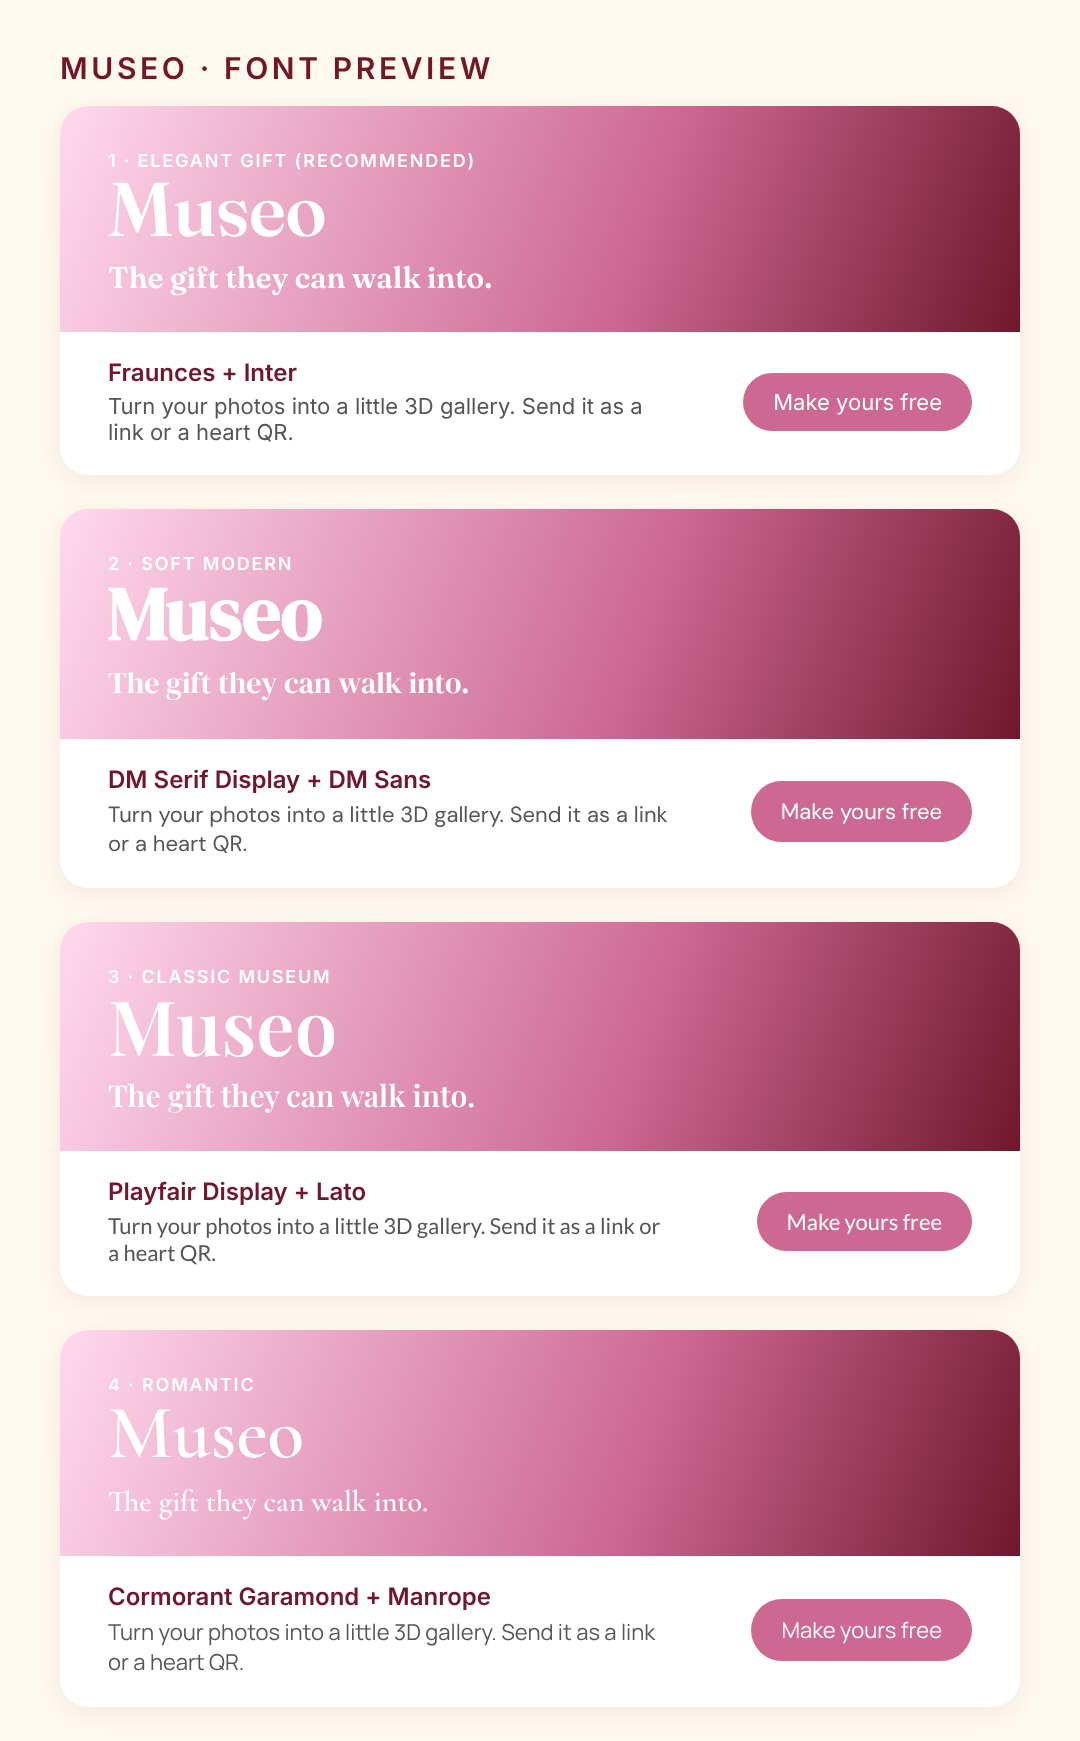 MUSEO · FONT PREVIEW
1 · ELEGANT GIFT (RECOMMENDED)
Museo
The gift they can walk into.
Fraunces + Inter
Turn your photos into a little 3D gallery. Send it as a
link or a heart QR.
Make yours free
2 · SOFT MODERN
Museo
The gift they can walk into.
DM Serif Display + DM Sans
Turn your photos into a little 3D gallery. Send it as a link
or a heart QR.
Make yours free
3 · CLASSIC MUSEUM
Museo
The gift they can walk into.
Playfair Display + Lato
Turn your photos into a little 3D gallery. Send it as a link or
a heart QR.
Make yours free
4 · ROMANTIC
Museo
The gift they can walk into.
Cormorant Garamond + Manrope
Turn your photos into a little 3D gallery. Send it as a link
or a heart QR.
Make yours free